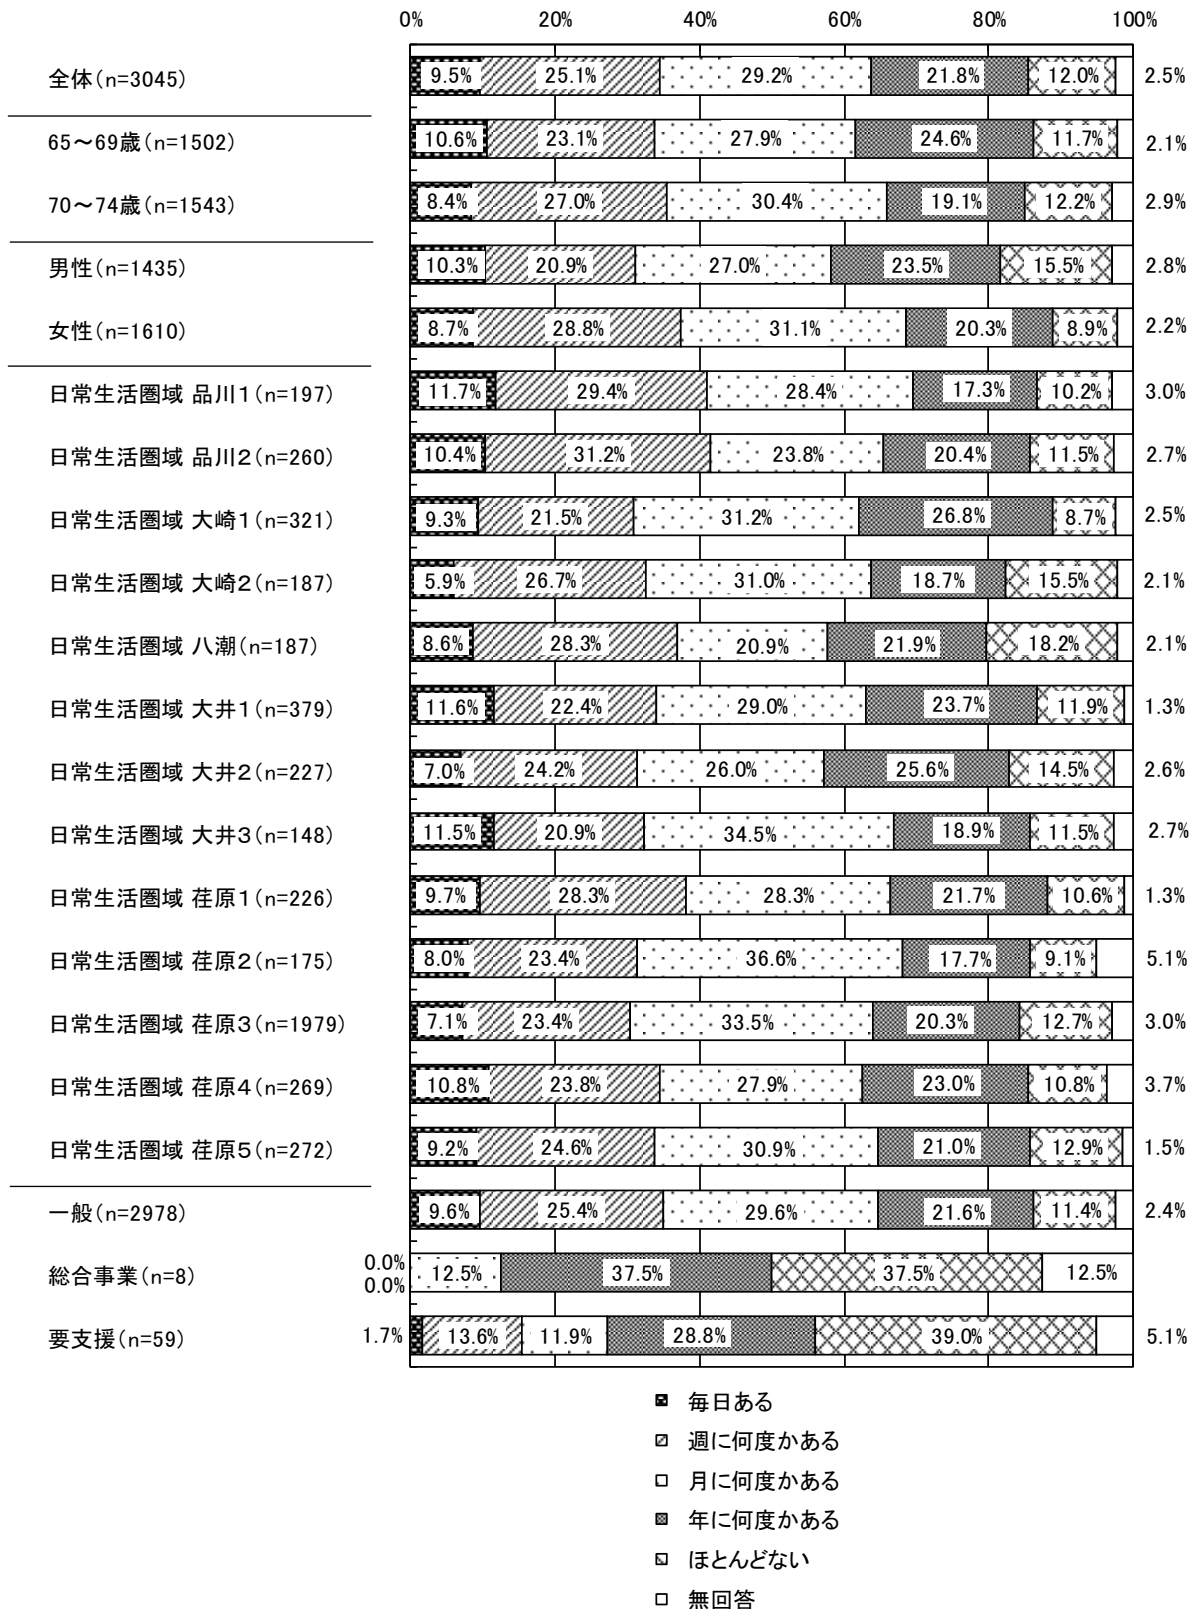 0% 20% 40% 60% 80% 100%
全体(n=3045) 9.5% 25.1% 29.2% 21.8% 12.0% 2.5%
65~69歳(n=1502) 10.6% 23.1% 27.9% 24.6% 11.7% 2.1%
70~74歳(n=1543) 8.4% 27.0% 30.4% 19.1% 12.2% 2.9%
男性(n=1435) 10.3% 20.9% 27.0% 23.5% 15.5% 2.8%
女性(n=1610) 8.7% 28.8% 31.1% 20.3% 8.9% 2.2%
日常生活圏域 品川1(n=197) 11.7% 29.4% 28.4% 17.3% 10.2% 3.0%
日常生活圏域 品川2(n=260) 10.4% 31.2% 23.8% 20.4% 11.5% 2.7%
日常生活圏域 大崎1(n=321) 9.3% 21.5% 31.2% 26.8% 8.7% 2.5%
日常生活圏域 大崎2(n=187) 5.9% 26.7% 31.0% 18.7% 15.5% 2.1%
日常生活圏域 八潮(n=187) 8.6% 28.3% 20.9% 21.9% 18.2% 2.1%
日常生活圏域 大井1(n=379) 11.6% 22.4% 29.0% 23.7% 11.9% 1.3%
日常生活圏域 大井2(n=227) 7.0% 24.2% 26.0% 25.6% 14.5% 2.6%
日常生活圏域 大井3(n=148) 11.5% 20.9% 34.5% 18.9% 11.5% 2.7%
日常生活圏域 荏原1(n=226) 9.7% 28.3% 28.3% 21.7% 10.6% 1.3%
日常生活圏域 荏原2(n=175) 8.0% 23.4% 36.6% 17.7% 9.1% 5.1%
日常生活圏域 荏原3(n=1979) 7.1% 23.4% 33.5% 20.3% 12.7% 3.0%
日常生活圏域 荏原4(n=269) 10.8% 23.8% 27.9% 23.0% 10.8% 3.7%
日常生活圏域 荏原5(n=272) 9.2% 24.6% 30.9% 21.0% 12.9% 1.5%
一般(n=2978) 9.6% 25.4% 29.6% 21.6% 11.4% 2.4%
総合事業(n=8) 0.0% 0.0% 12.5% 37.5% 37.5% 12.5%
要支援(n=59) 1.7% 13.6% 11.9% 28.8% 39.0% 5.1%
毎日ある
週に何度かある
月に何度かある
年に何度かある
ほとんどない
無回答